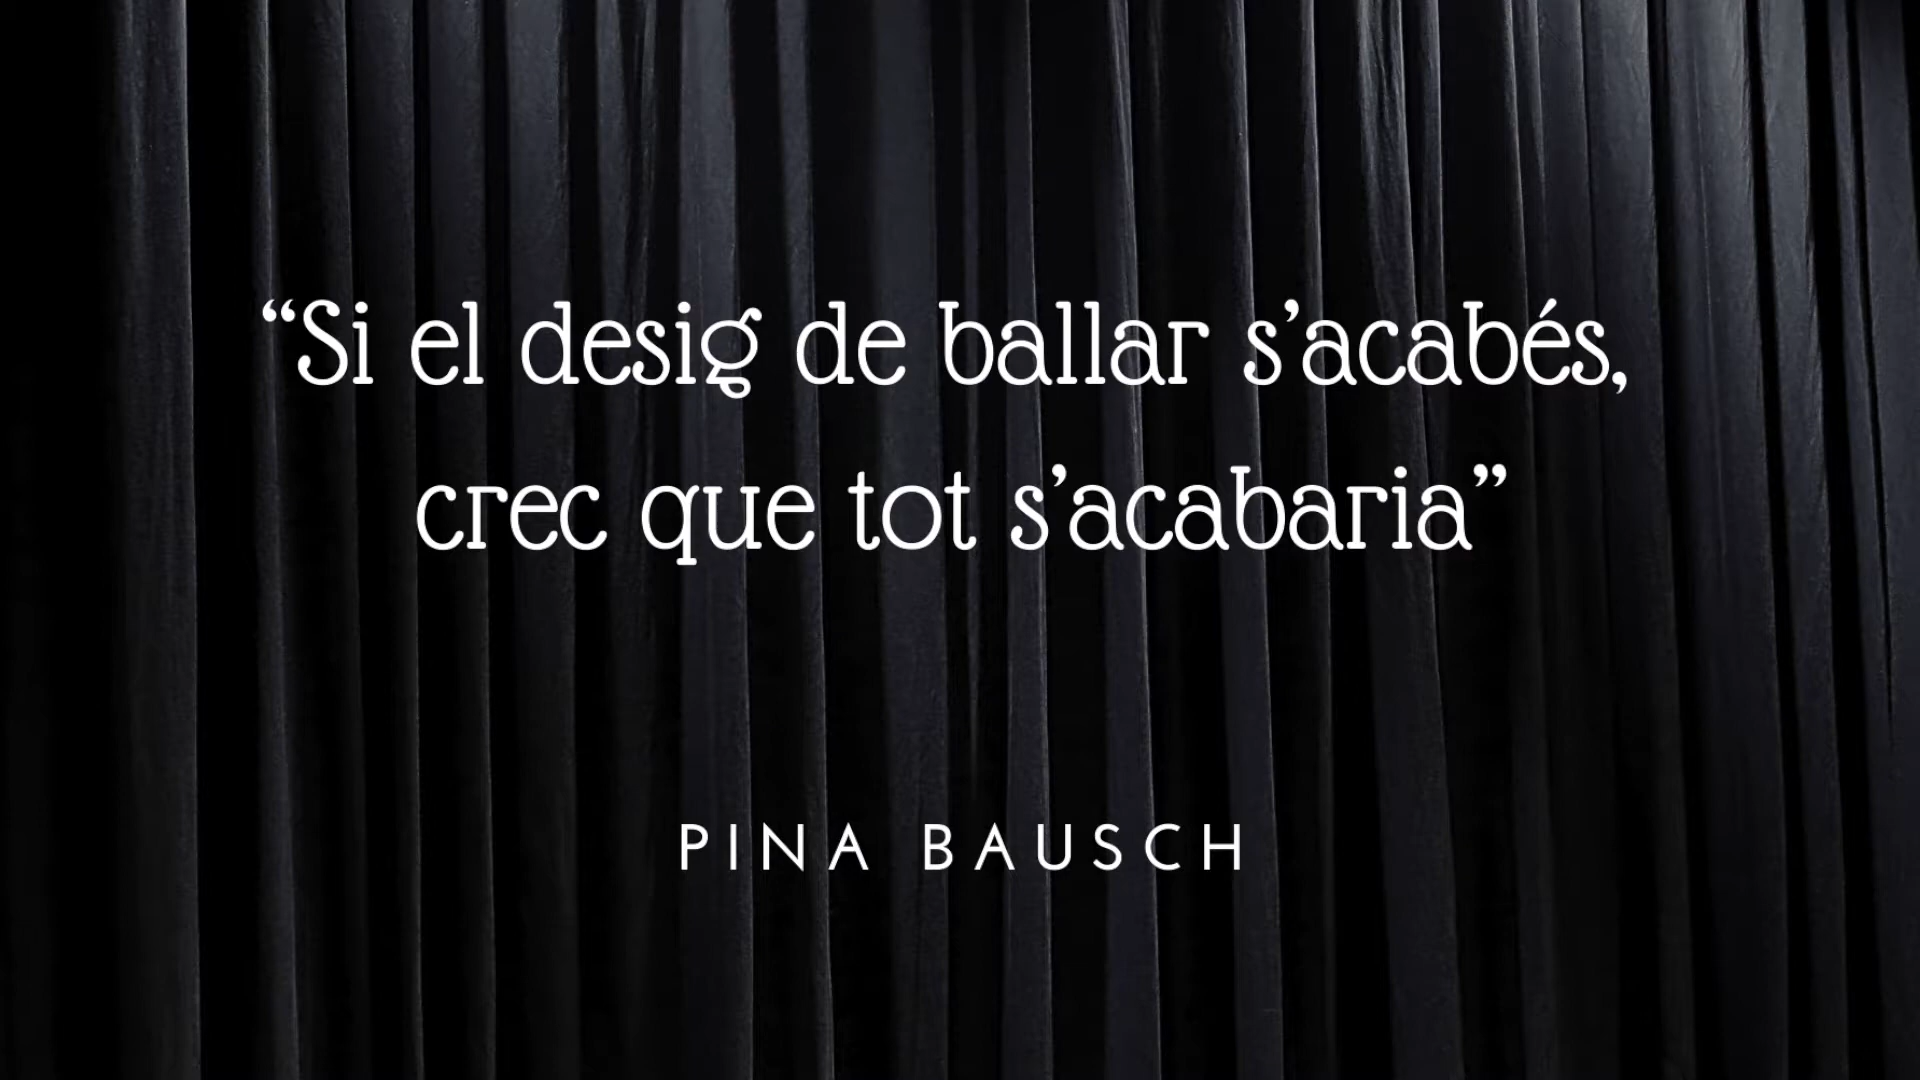 “Si el desig de ballar s’acabés,
crec que tot s’acabaria”
PINA BAUSCH